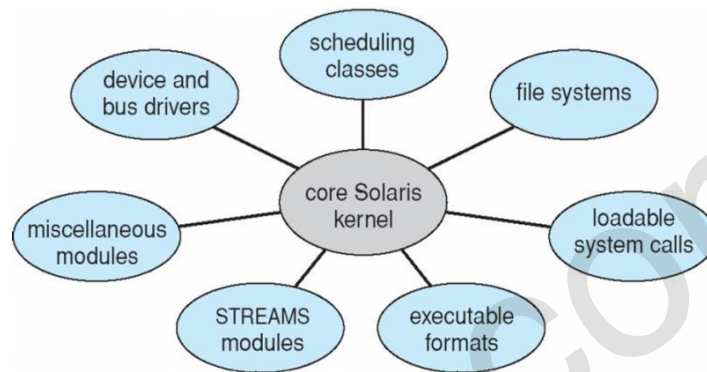 scheduling
classes
device and
bus drivers
file systems
core Solaris
kernel
miscellaneous
modules
loadable
system calls
STREAMS
modules
executable
formats